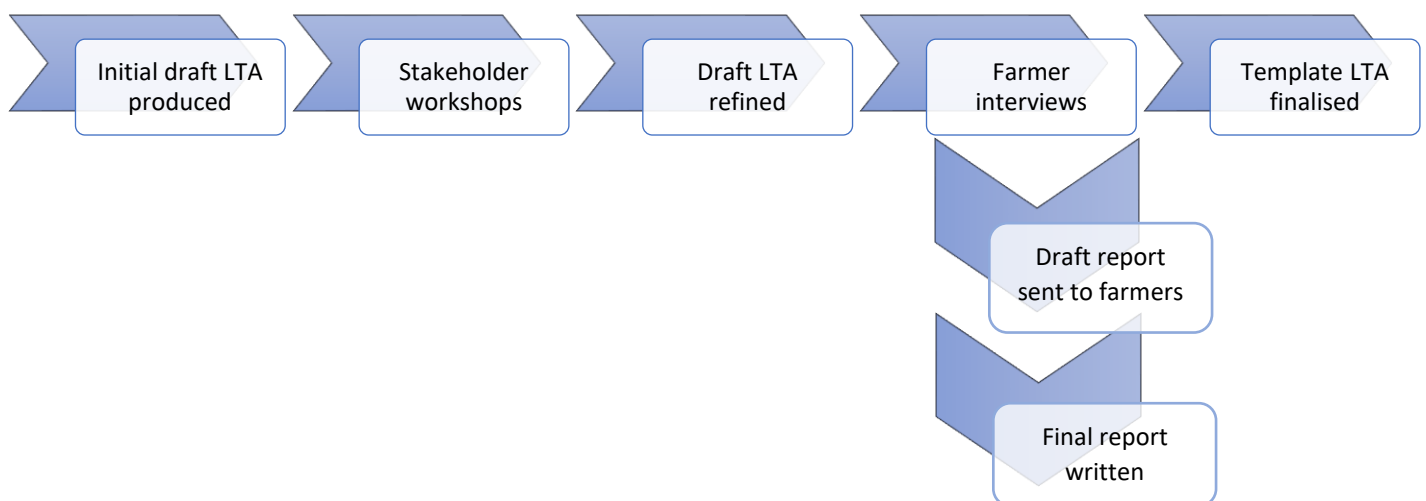 Initial draft LTA
produced
Stakeholder
workshops
Draft LTA
refined
Farmer
interviews
Template LTA
finalised
Draft report
sent to farmers
Final report
written